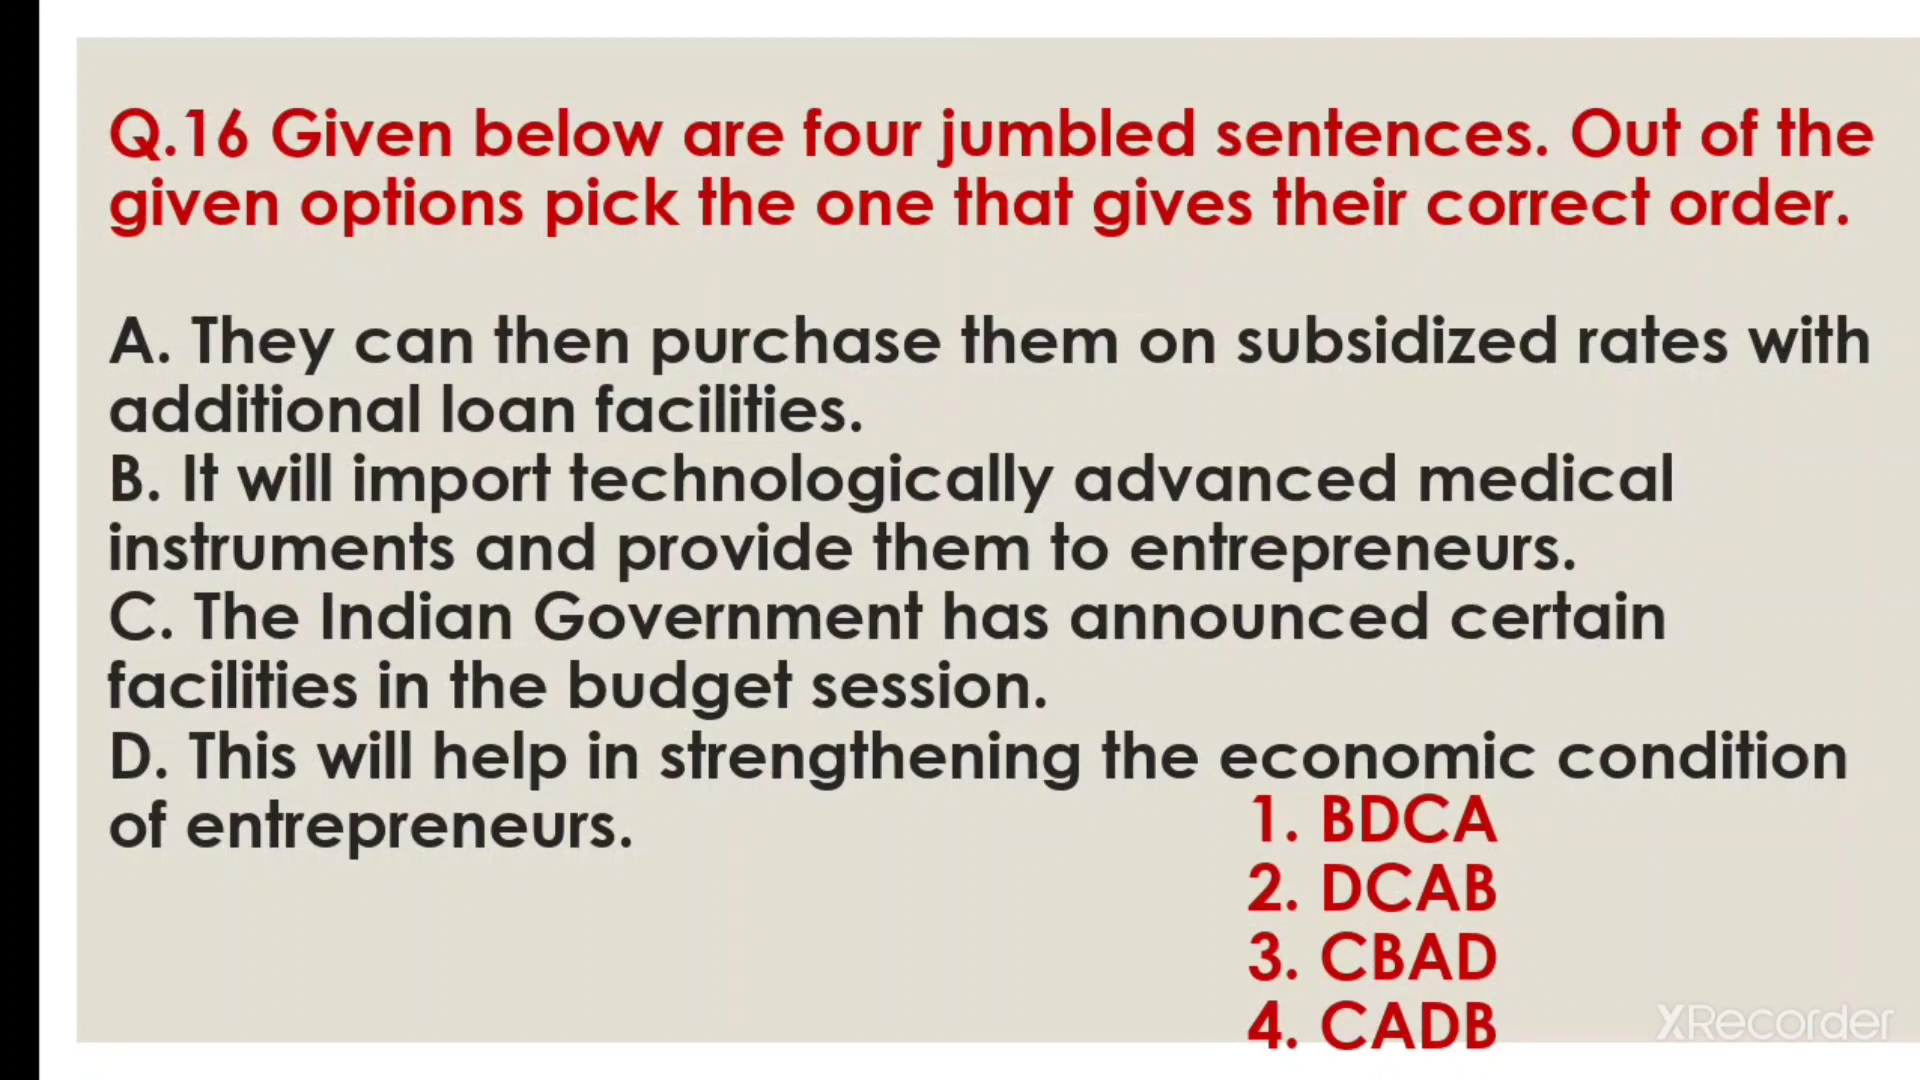 Q.16 Given below are four jumbled sentences. Out of the
given options pick the one that gives their correct order.
A. They can then purchase them on subsidized rates with
additional loan facilities.
B. It will import technologically advanced medical
instruments and provide them to entrepreneurs.
C. The Indian Government has announced certain
facilities in the budget session.
D. This will help in strengthening the economic condition
of entrepreneurs.
1. BDCA
2. DCAB
3. CBAD
4. CADB
XRecorder